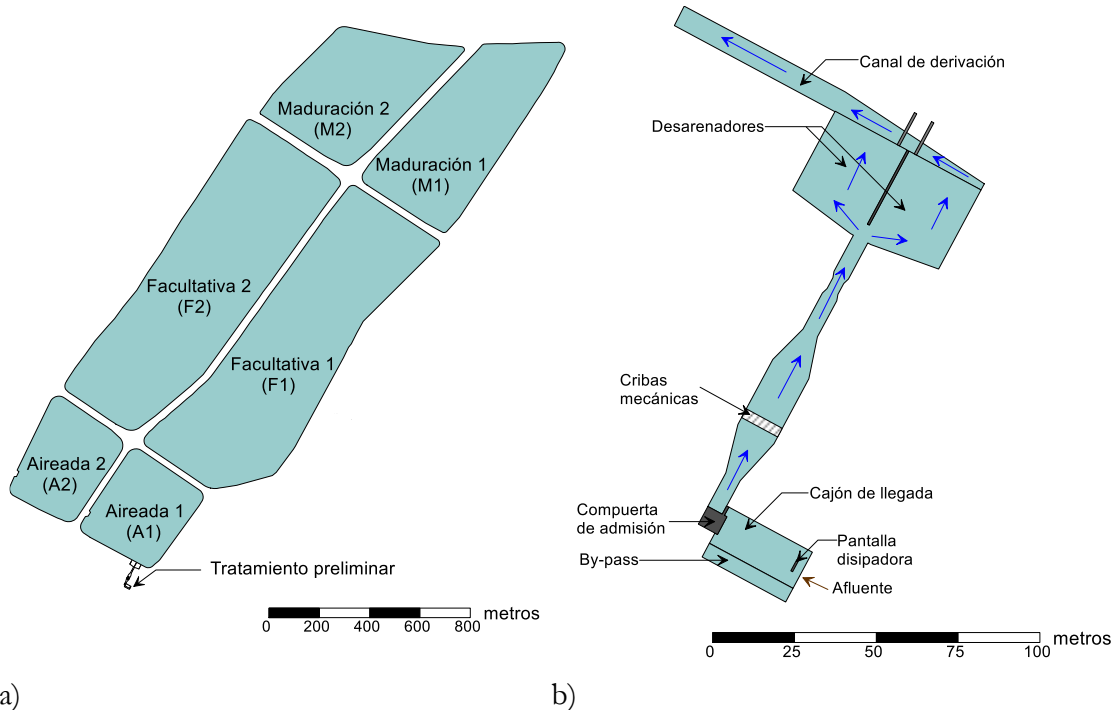 Maduración 2
(M2)
Maduración 1
(M1)
Facultativa 2
(F2)
Facultativa 1
(F1)
Aireada 2
(A2)
Aireada 1
(A1)
Tratamiento preliminar
metros
0 200 400 600 800
a)
Canal de derivación
Desarenadores
Cribas
mecánicas
Cajón de llegada
Compuerta
de admisión
Pantalla
disipadora
By-pass
Afluente
metros
0 25 50 75 100
b)